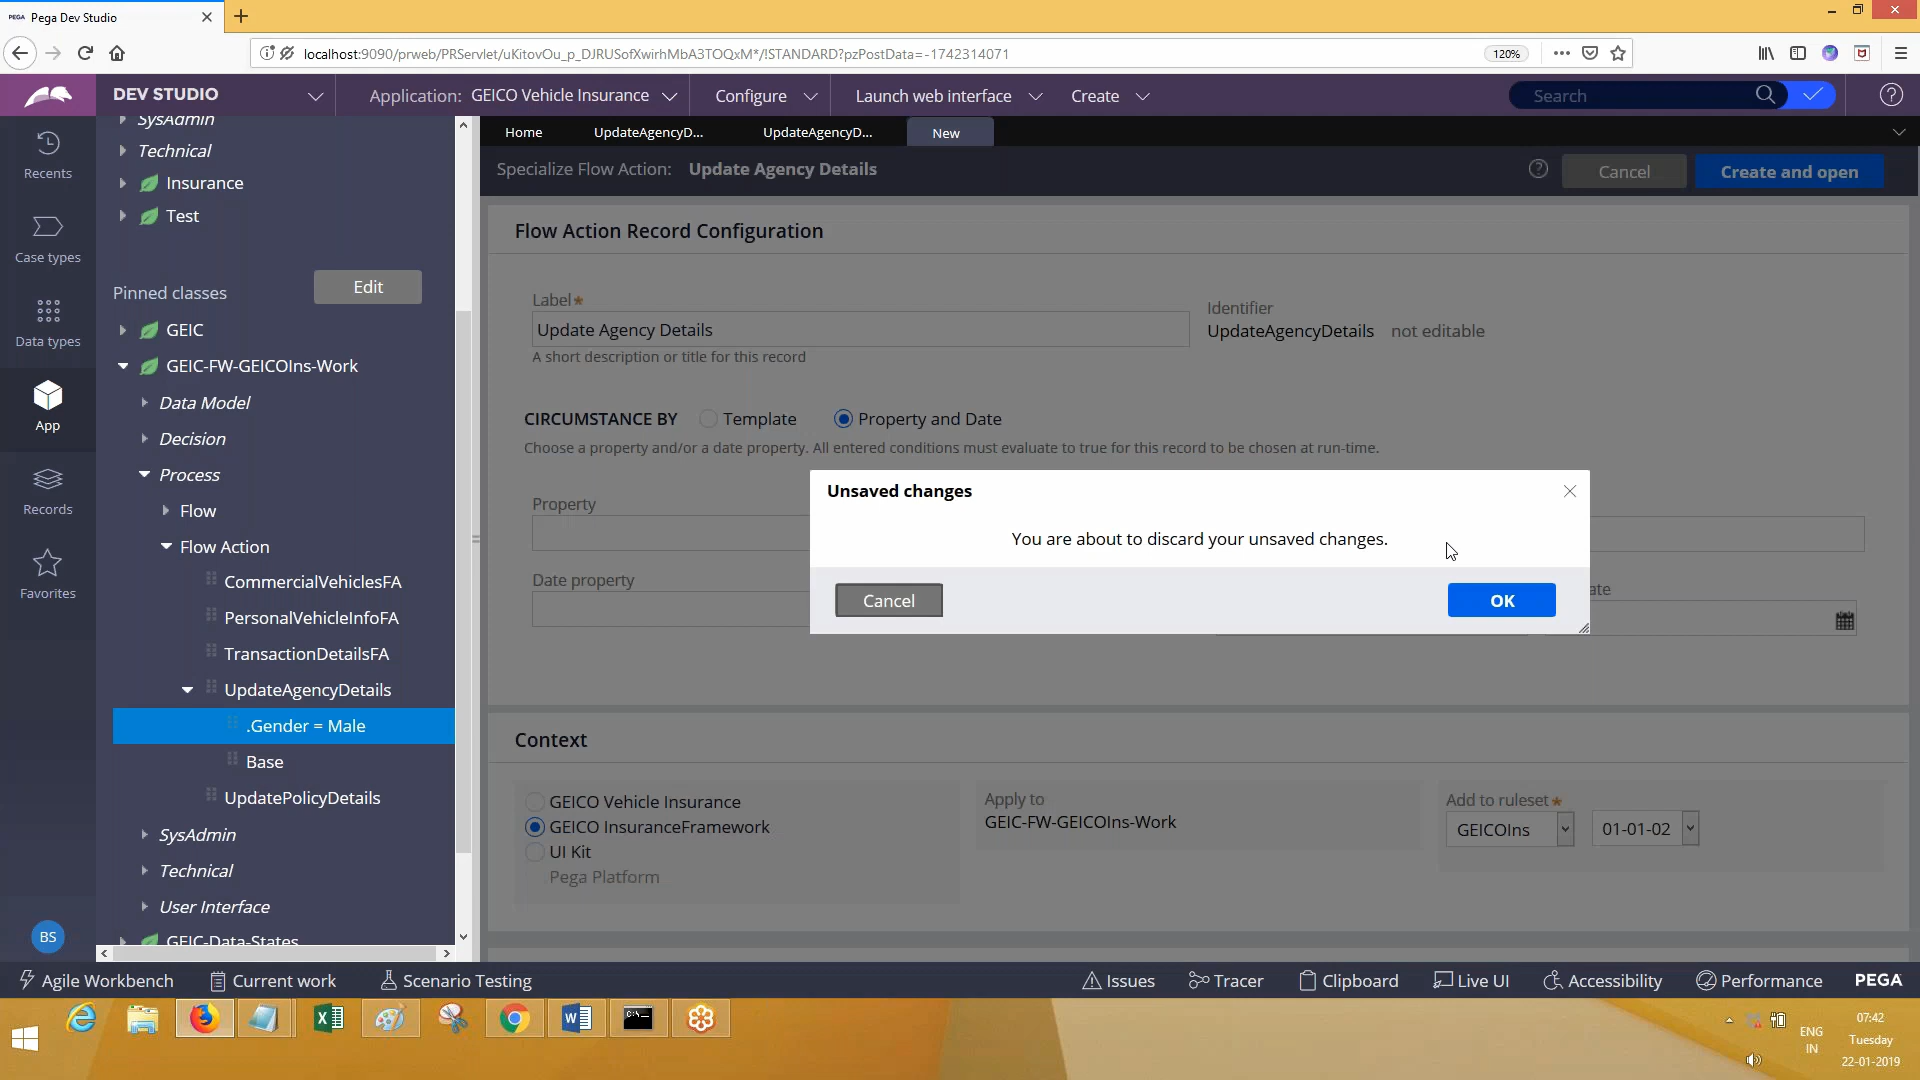 PEGA Pega Dev Studio
localhost:9090/prweb/PRServlet/uKitovOu_p_DJRUSofXwirhMbA3TOQxM*/!STANDARD?pzPostData=-1742314071
120%
DEV STUDIO
Application: GEICO Vehicle Insurance
Configure
Launch web interface
Create
Search
Recents
Case types
Data types
App
Records
Favorites
BS
SysAdmin
Technical
Insurance
Test
Pinned classes
Edit
GEIC
GEIC-FW-GEICOIns-Work
Data Model
Decision
Process
Flow
Flow Action
CommercialVehiclesFA
PersonalVehicleInfoFA
TransactionDetailsFA
UpdateAgencyDetails
.Gender = Male
Base
UpdatePolicyDetails
SysAdmin
Technical
User Interface
GEIC-Data-States
Home
UpdateAgencyD...
UpdateAgencyD...
New
Specialize Flow Action: Update Agency Details
Cancel
Create and open
Flow Action Record Configuration
Label★
Update Agency Details
A short description or title for this record
Identifier
UpdateAgencyDetails not editable
CIRCUMSTANCE BY Template Property and Date
Choose a property and/or a date property. All entered conditions must evaluate to true for this record to be chosen at run-time.
Property
Date property
ate
Unsaved changes
You are about to discard your unsaved changes.
Cancel
OK
Context
GEICO Vehicle Insurance
GEICO InsuranceFramework
UI Kit
Pega Platform
Apply to
GEIC-FW-GEICOIns-Work
Add to ruleset★
GEICOIns
01-01-02
Agile Workbench
Current work
Scenario Testing
Issues
Tracer
Clipboard
Live UI
Accessibility
Performance
PEGA
ENG
IN
07:42
Tuesday
22-01-2019